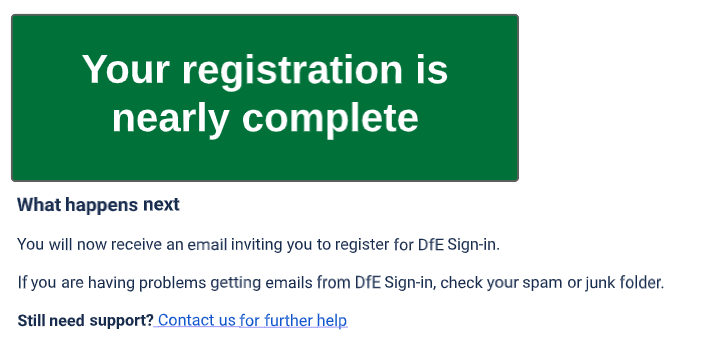 Your registration is
nearly complete
What happens next
You will now receive an email inviting you to register for DfE Sign-in.
If you are having problems getting emails from DfE Sign-in, check your spam or junk folder.
Still need support? Contact us for further help